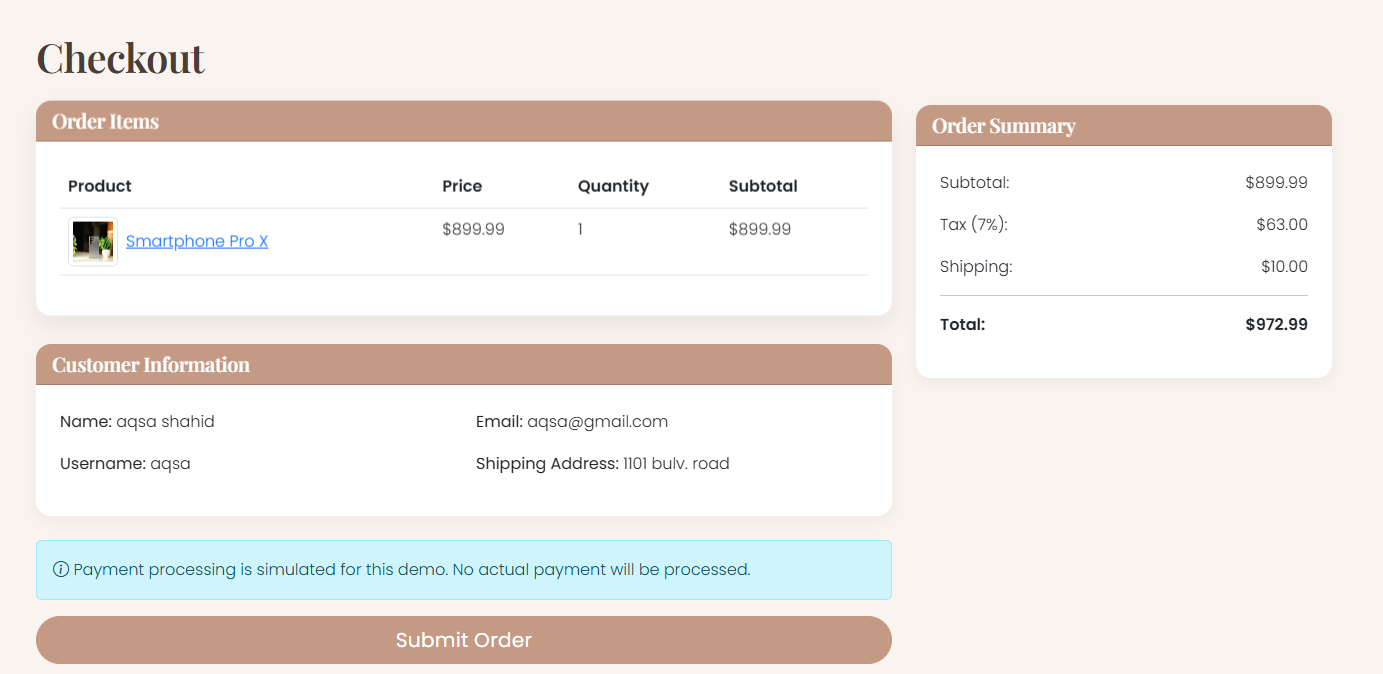 Checkout
Order Items
Product Price Quantity Subtotal
Smartphone Pro X $899.99 1 $899.99
Customer Information
Name: aqsa shahid Email: aqsa@gmail.com
Username: aqsa Shipping Address: 1101 bulv. road
Payment processing is simulated for this demo. No actual payment will be processed.
Submit Order
Order Summary
Subtotal: $899.99
Tax (7%): $63.00
Shipping: $10.00
Total: $972.99